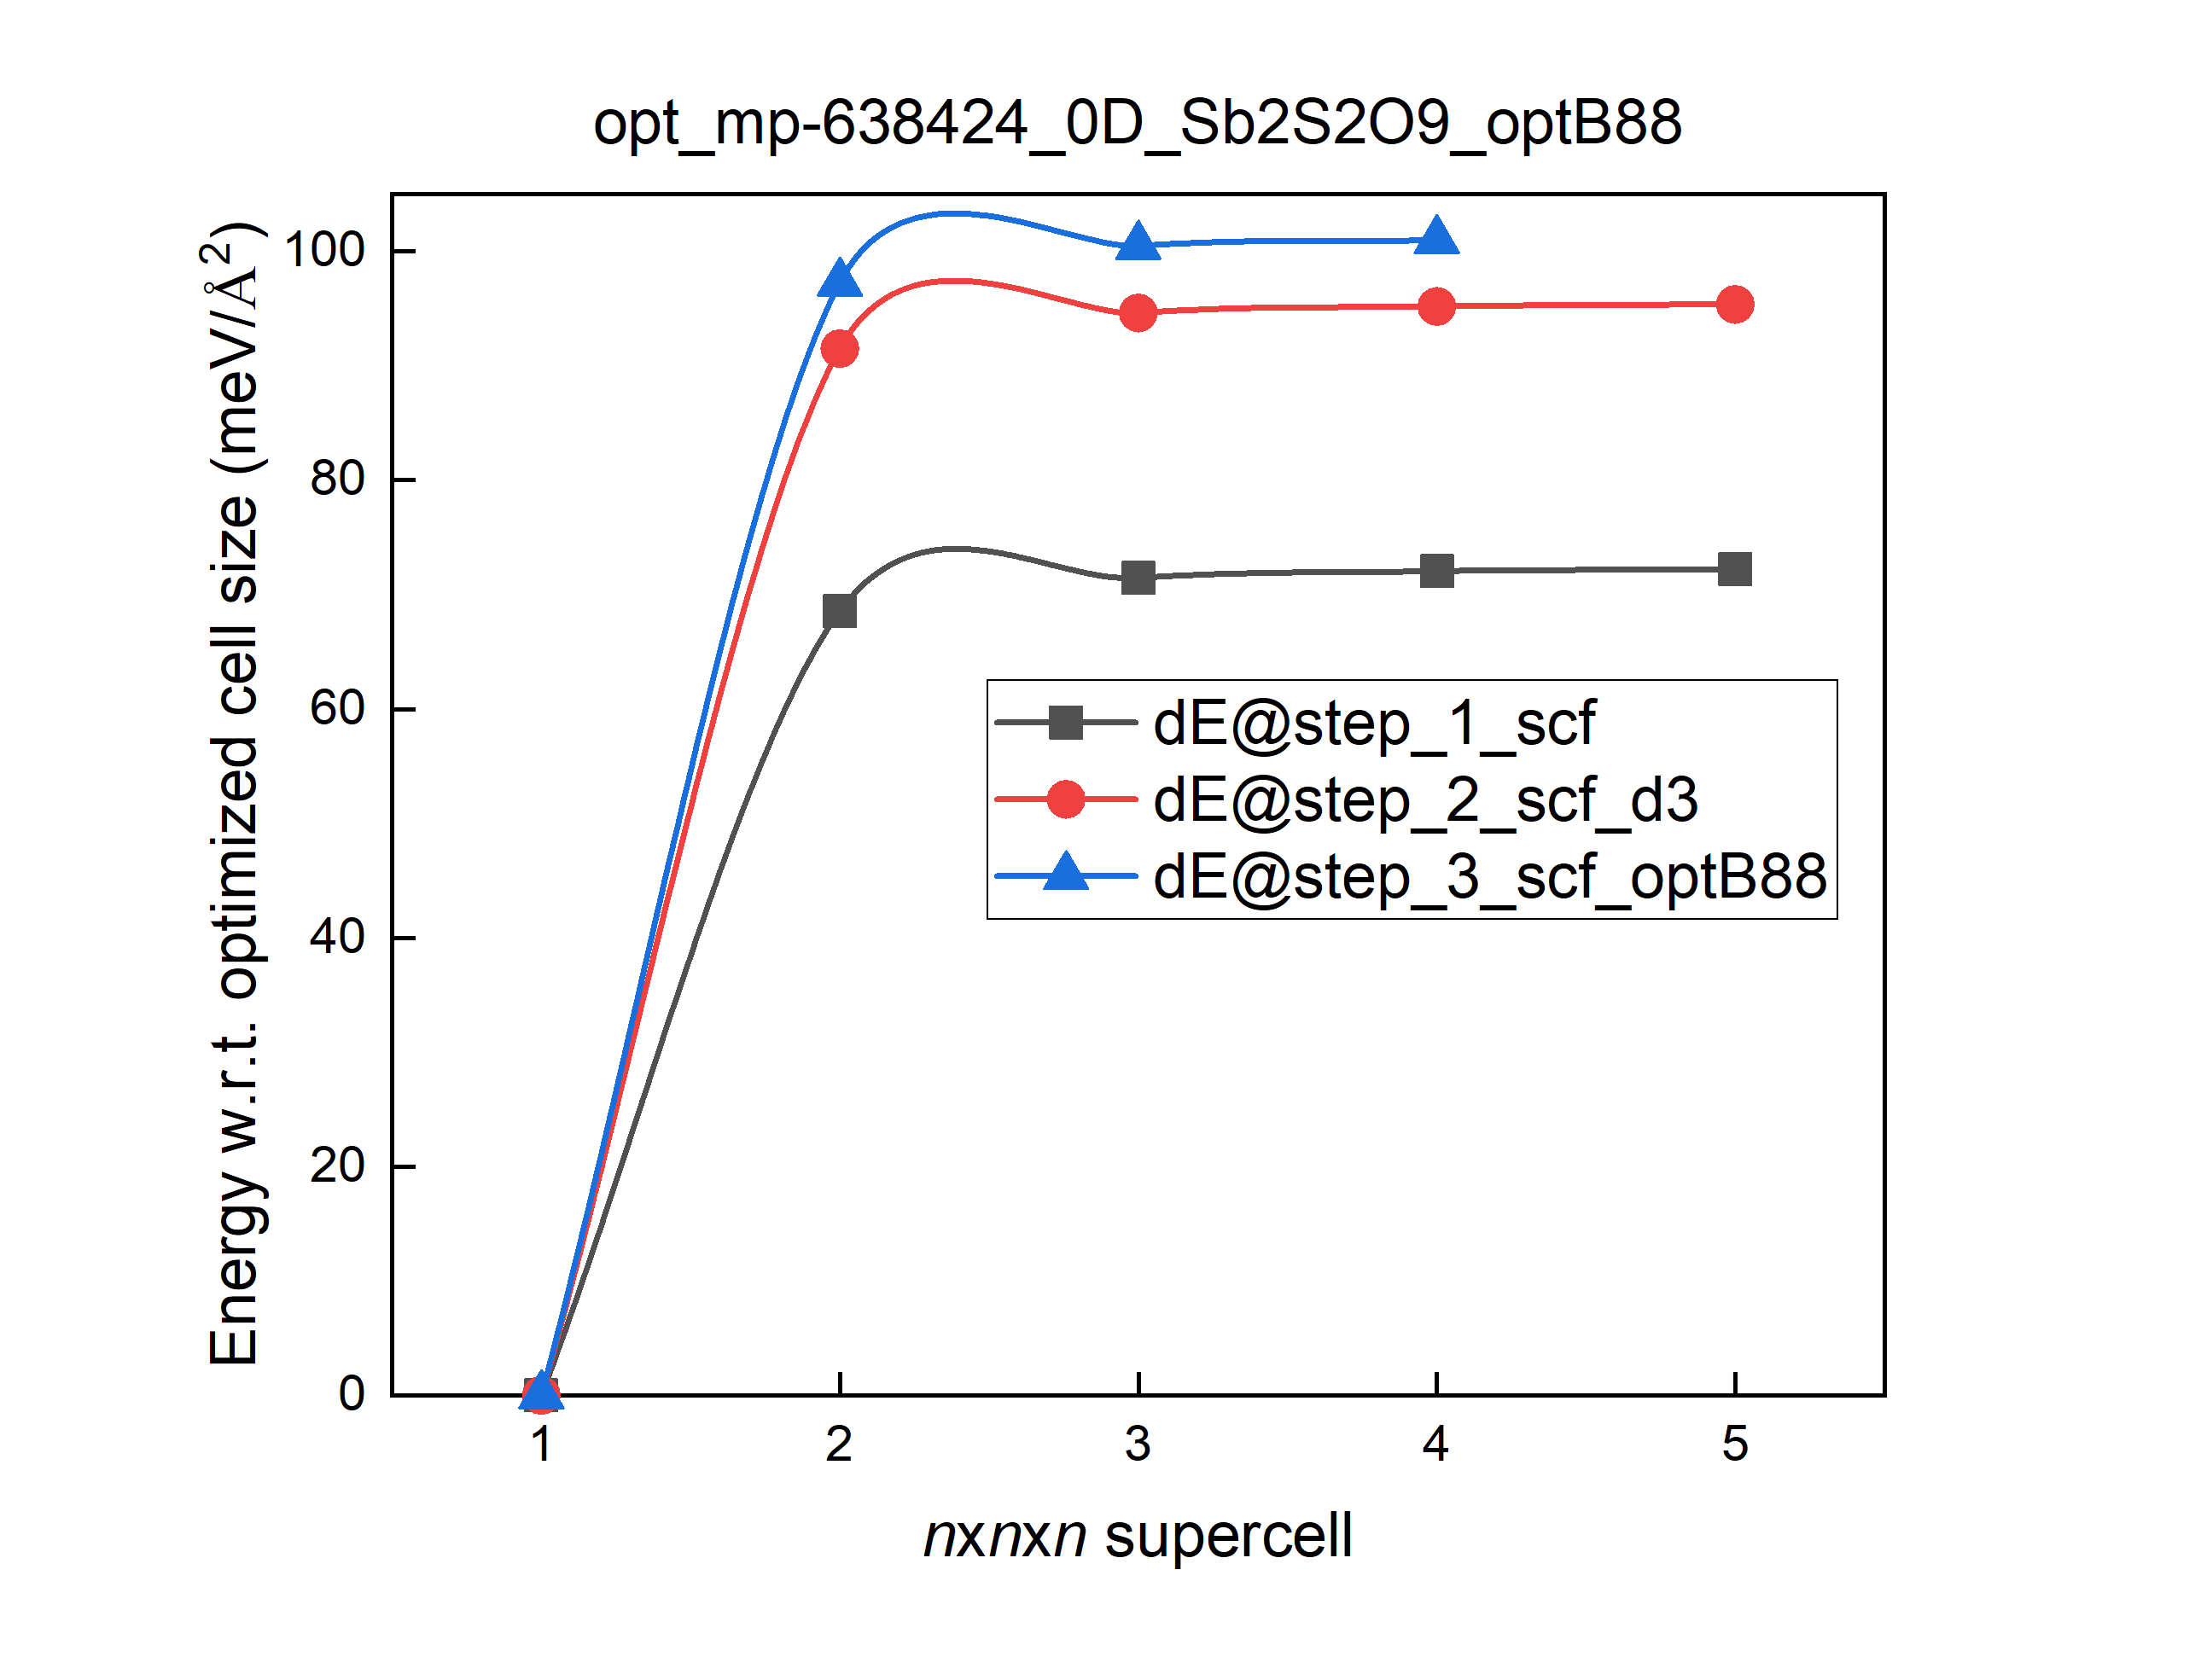 opt_mp-638424_0D_Sb2S2O9_optB88
Energy w.r.t. optimized cell size (meV/Å²)
100
80
60
40
20
0
dE@step_1_scf
dE@step_2_scf_d3
dE@step_3_scf_optB88
1 2 3 4 5
nxnxn supercell